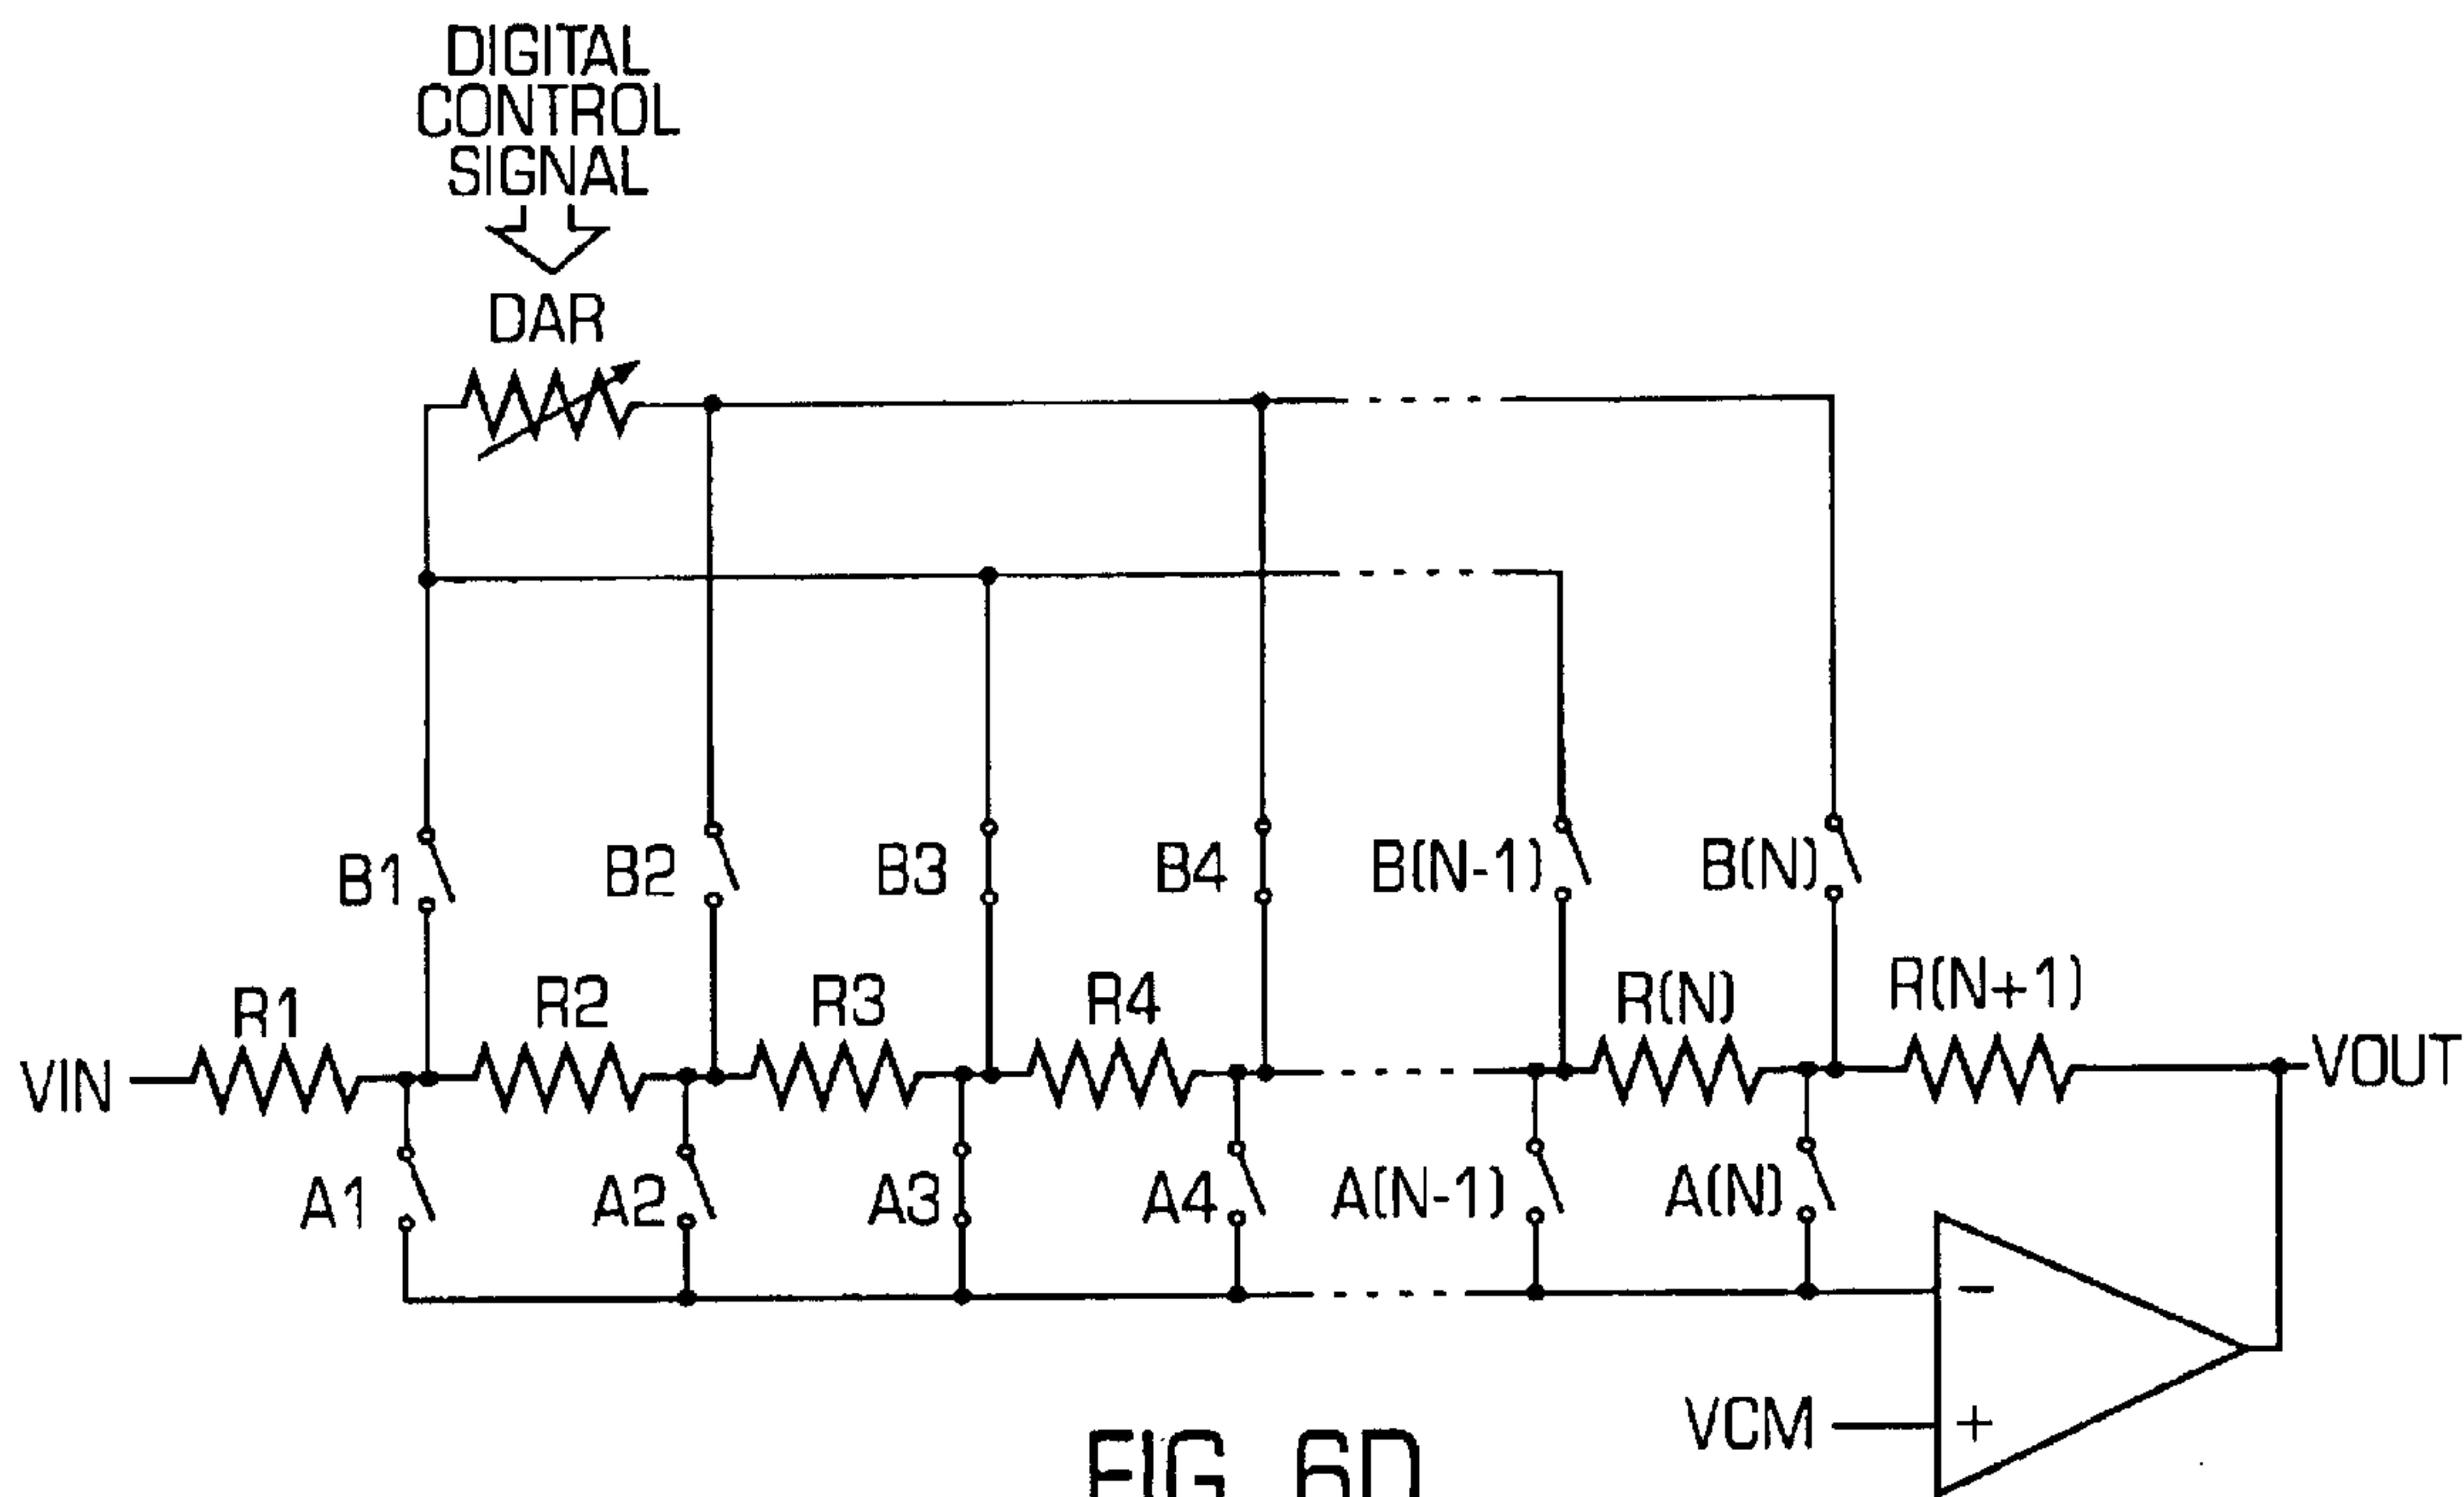 DIGITAL
CONTROL
SIGNAL
DAR
B1
B2
B3
B4
B(N-1)
B(N)
R1
R2
R3
R4
R(N)
R(N+1)
VIN
VOUT
A1
A2
A3
A4
A(N-1)
A(N)
−
VCM
+
FIG. 6D